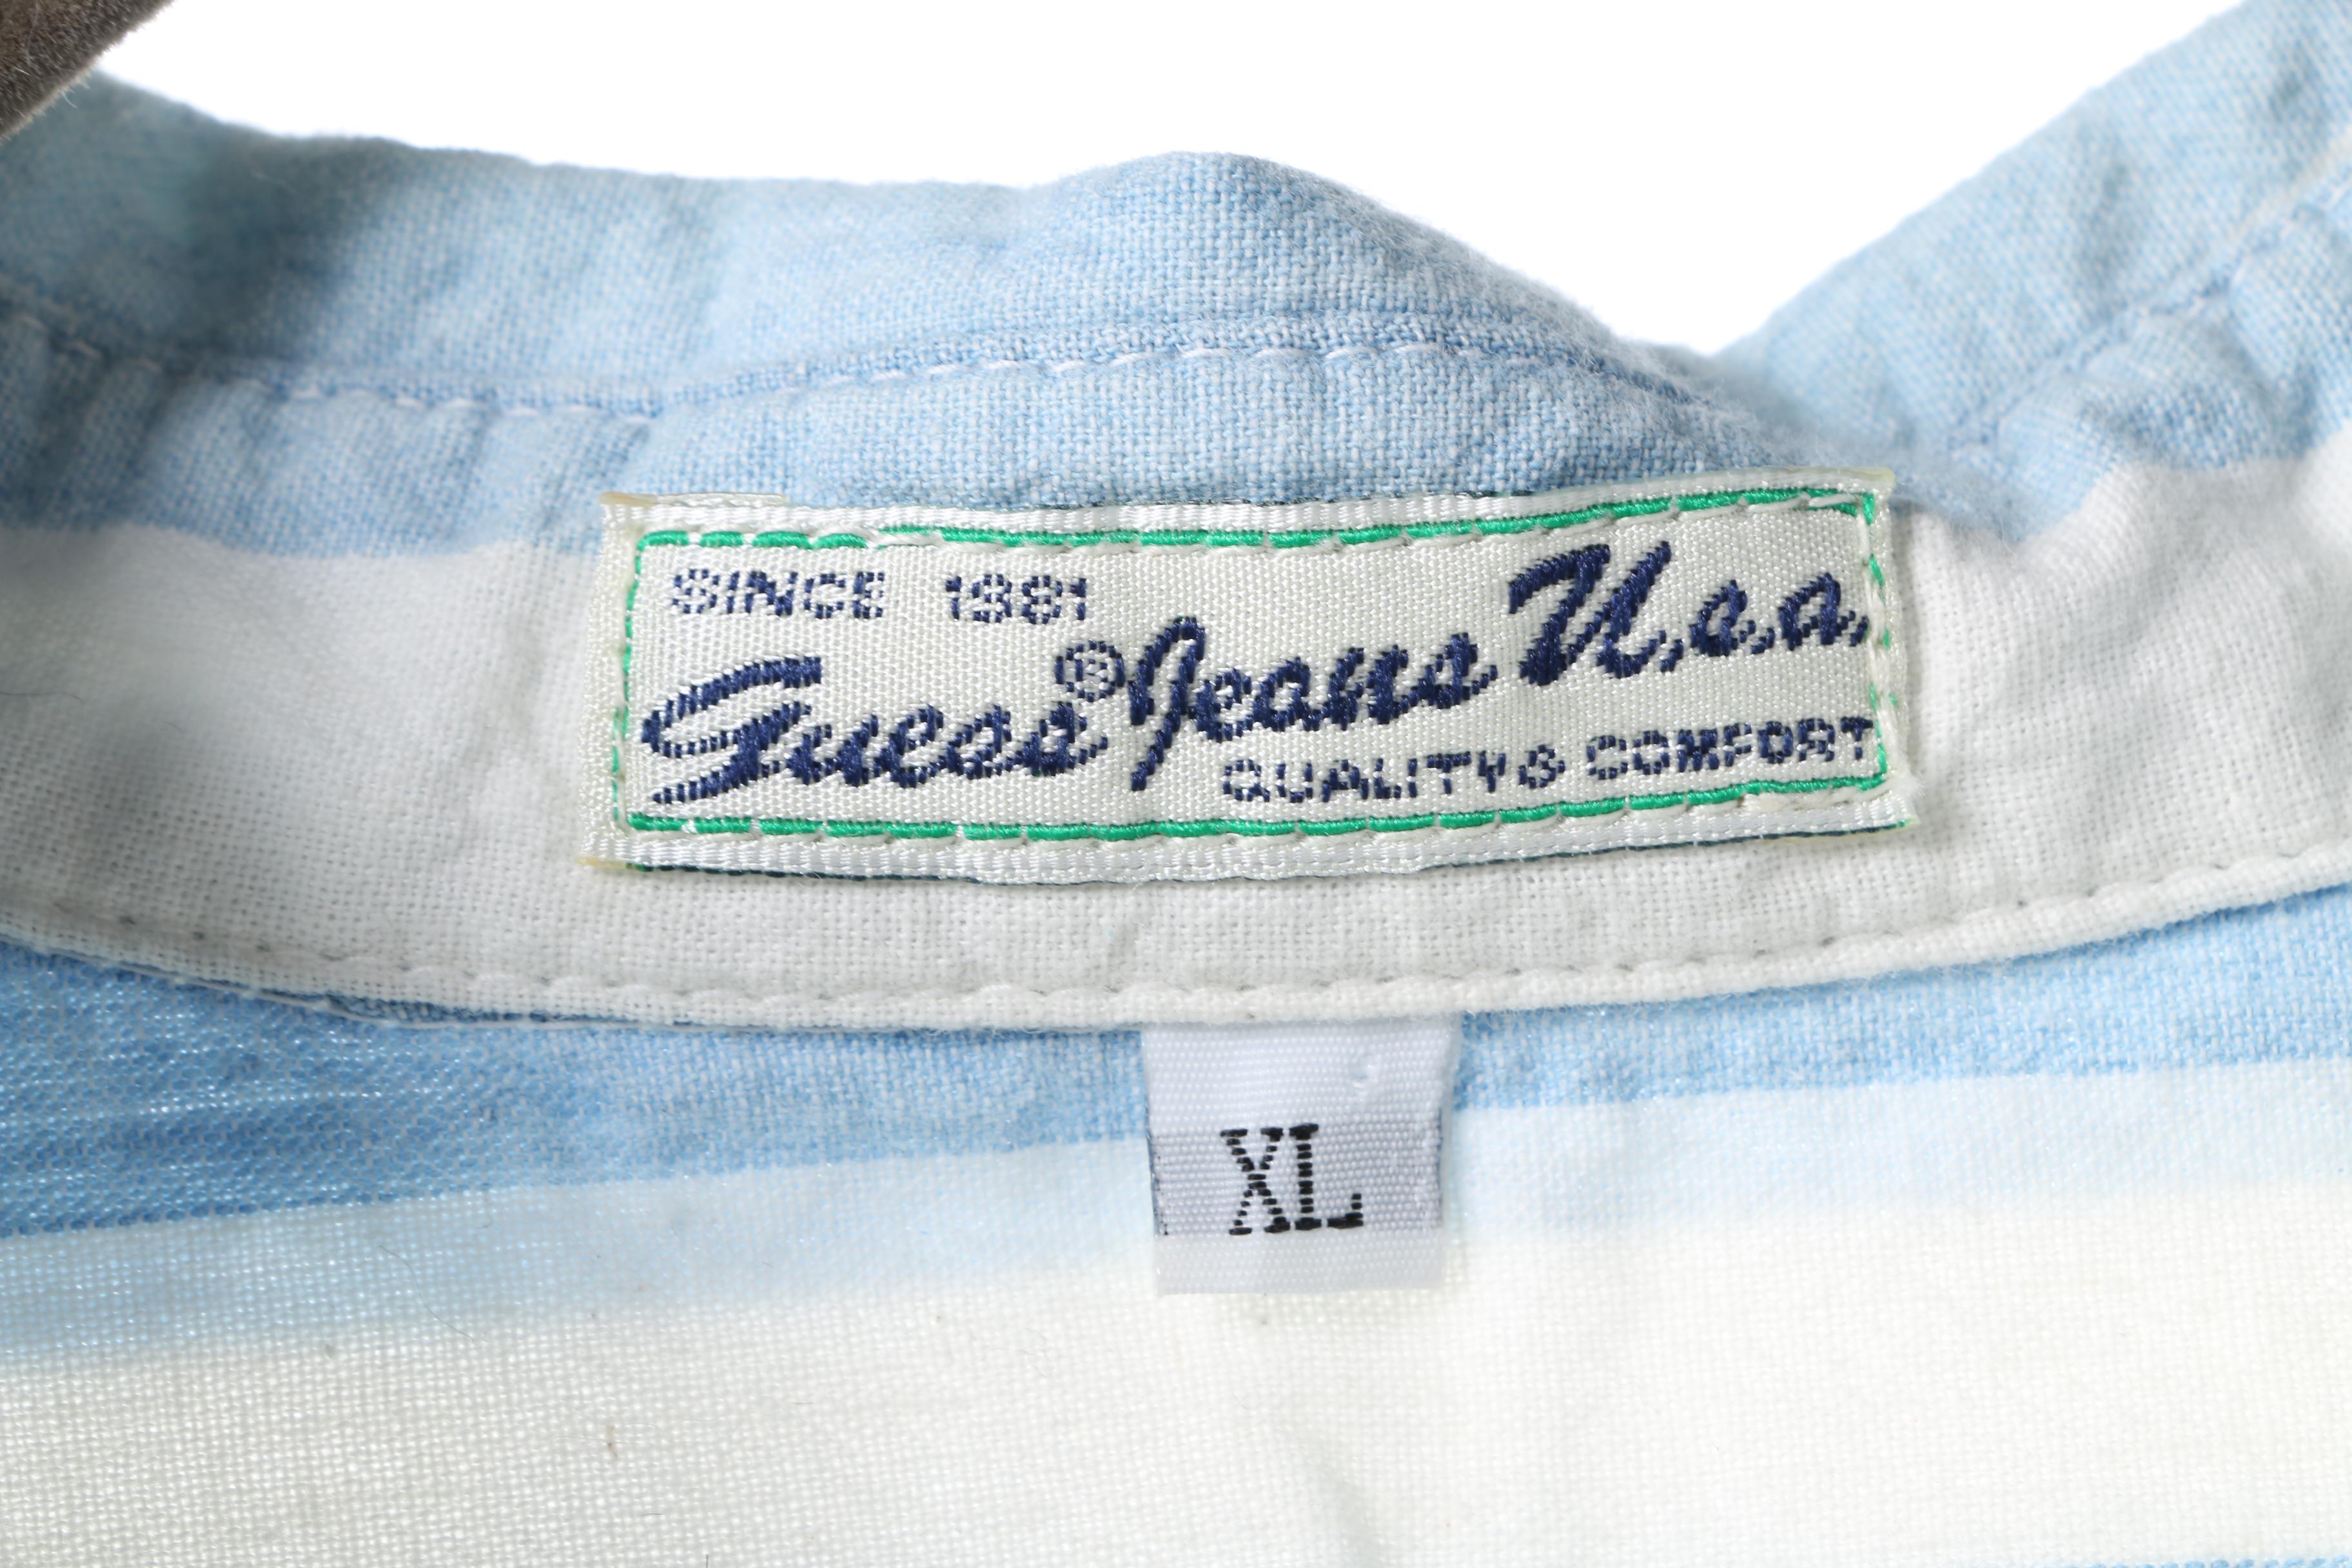 SINCE 1981
Guess® Jeans U.s.a.
QUALITY & COMFORT
XL